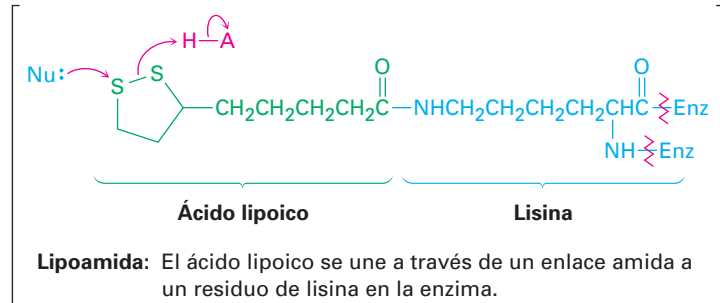 H—A
Nu:
S S
O O
CH₂CH₂CH₂CH₂C—NHCH₂CH₂CH₂CH₂CHC Enz
NH Enz
Ácido lipoico Lisina
Lipoamida: El ácido lipoico se une a través de un enlace amida a
un residuo de lisina en la enzima.